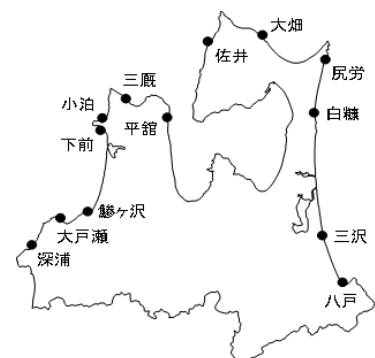 大畑
佐井
尻労
三厩
小泊
白糠
平舘
下前
鰺ヶ沢
大戸瀬
三沢
深浦
八戸